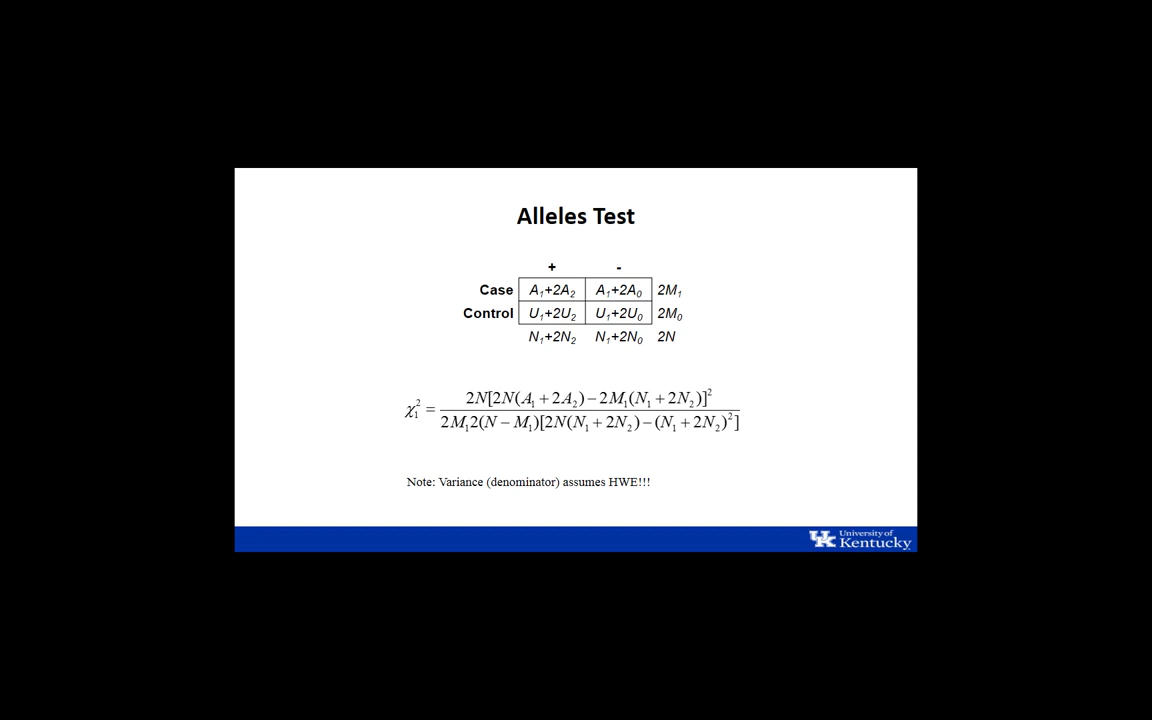 Alleles Test
+ -
Case A₁+2A₂ A₁+2A₀ 2M₁
Control U₁+2U₂ U₁+2U₀ 2M₀
N₁+2N₂ N₁+2N₀ 2N
χ₁² = 2N[2N(A₁ + 2A₂) − 2M₁(N₁ + 2N₂)]²
2M₁2(N − M₁)[2N(N₁ + 2N₂) − (N₁ + 2N₂)²]
Note: Variance (denominator) assumes HWE!!!
UK University of
Kentucky